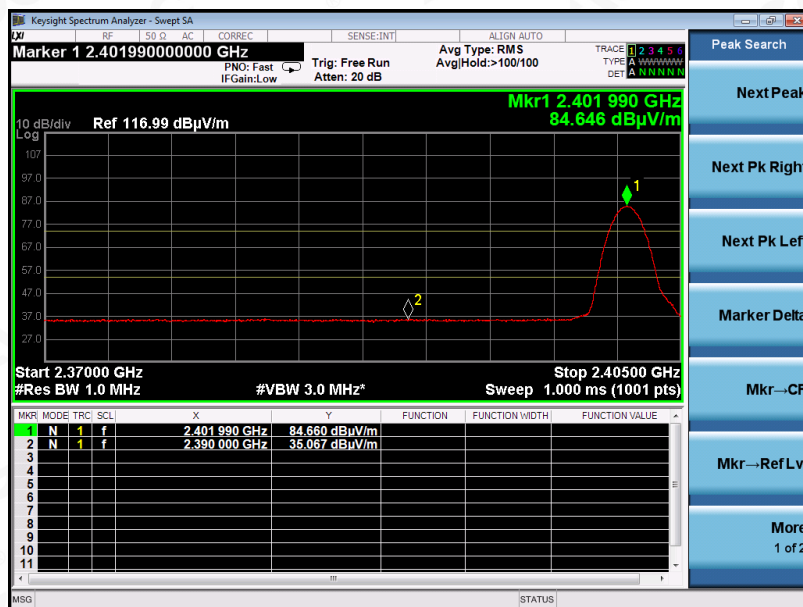 Keysight Spectrum Analyzer - Swept SA
LXI RF 50 Ω AC CORREC SENSE:INT ALIGN AUTO
Marker 1 2.401990000000 GHz
PNO: Fast
IFGain:Low
Trig: Free Run
Atten: 20 dB
Avg Type: RMS
Avg|Hold:>100/100
TRACE 1 2 3 4 5 6
TYPE A WWWWW
DET A N N N N N
Mkr1 2.401 990 GHz
84.646 dBµV/m
10 dB/div Ref 116.99 dBµV/m
Log
107
97.0
87.0
77.0
67.0
57.0
47.0
37.0
27.0
1
2
Start 2.37000 GHz Stop 2.40500 GHz
#Res BW 1.0 MHz #VBW 3.0 MHz* Sweep 1.000 ms (1001 pts)
MKR MODE TRC SCL X Y FUNCTION FUNCTION WIDTH FUNCTION VALUE
1 N 1 f 2.401 990 GHz 84.660 dBµV/m
2 N 1 f 2.390 000 GHz 35.067 dBµV/m
3
4
5
6
7
8
9
10
11
MSG STATUS
Peak Search
Next Peak
Next Pk Right
Next Pk Left
Marker Delta
Mkr→CF
Mkr→Ref Lv
More
1 of 2